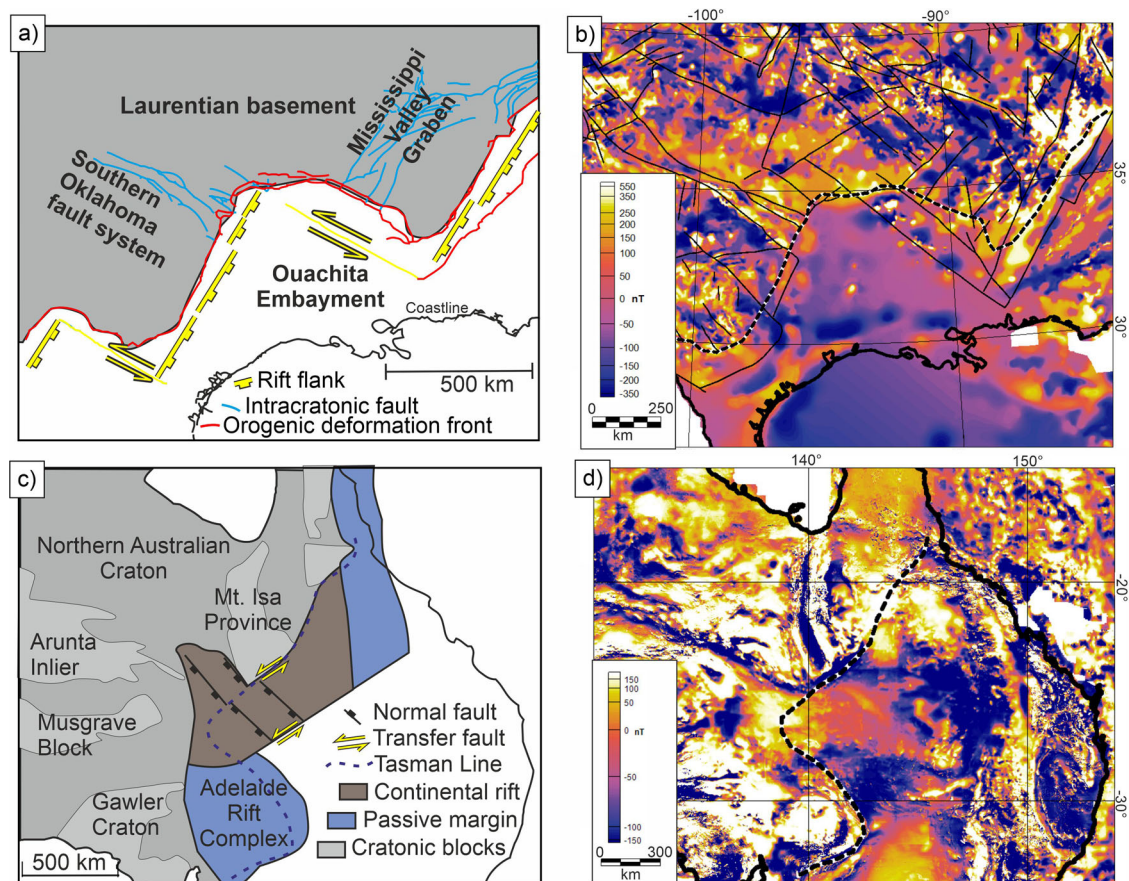 a)
Laurentian basement
Mississippi
Valley
Graben
Southern
Oklahoma
fault system
Ouachita
Embayment
Coastline
500 km
Rift flank
Intracratonic fault
Orogenic deformation front
b)
-100°
-90°
35°
30°
550
350
250
200
150
100
50
0 nT
-50
-100
-150
-200
-350
0 250
km
c)
Northern Australian
Craton
Mt. Isa
Province
Arunta
Inlier
Musgrave
Block
Gawler
Craton
Adelaide
Rift
Complex
500 km
Normal fault
Transfer fault
Tasman Line
Continental rift
Passive margin
Cratonic blocks
d)
140°
150°
-20°
-30°
150
100
50
0 nT
-50
-100
-150
0 300
km